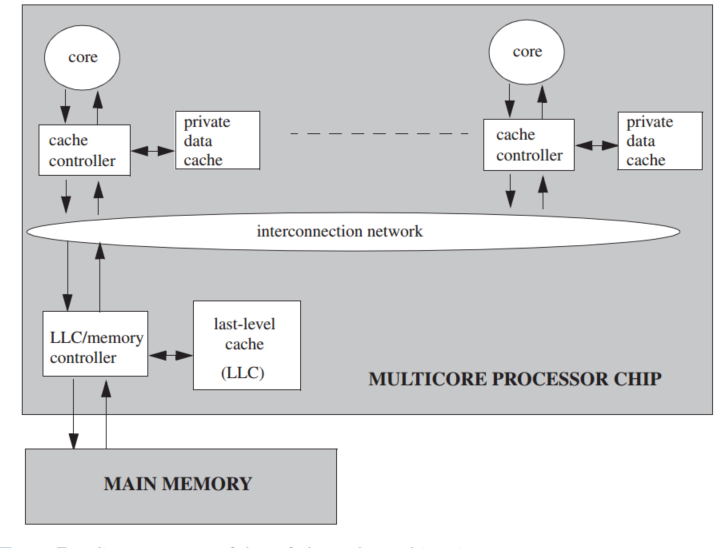 core
core
cache
controller
private
data
cache
cache
controller
private
data
cache
interconnection network
LLC/memory
controller
last-level
cache
(LLC)
MULTICORE PROCESSOR CHIP
MAIN MEMORY